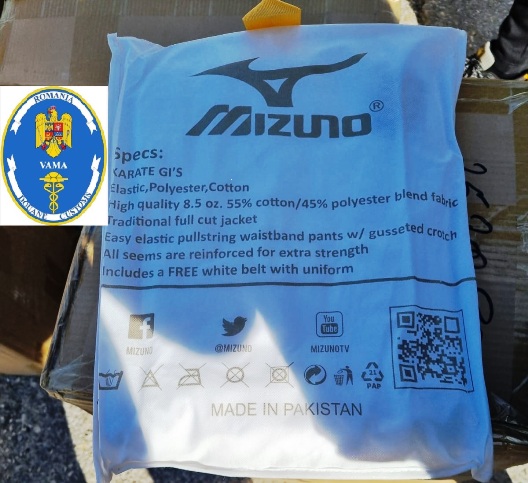 MIZUNO®
ROMANIA
VAMA
CUSTOMS
Specs:
KARATE GI'S
Elastic,Polyester,Cotton
High quality 8.5 oz. 55% cotton/45% polyester blend fabric
Traditional full cut jacket
Easy elastic pullstring waistband pants w/ gusseted crotch
All seems are reinforced for extra strength
Includes a FREE white belt with uniform
f
You
Tube
MIZUNO
@MIZUNO
MIZUNOTV
PAP
MADE IN PAKISTAN